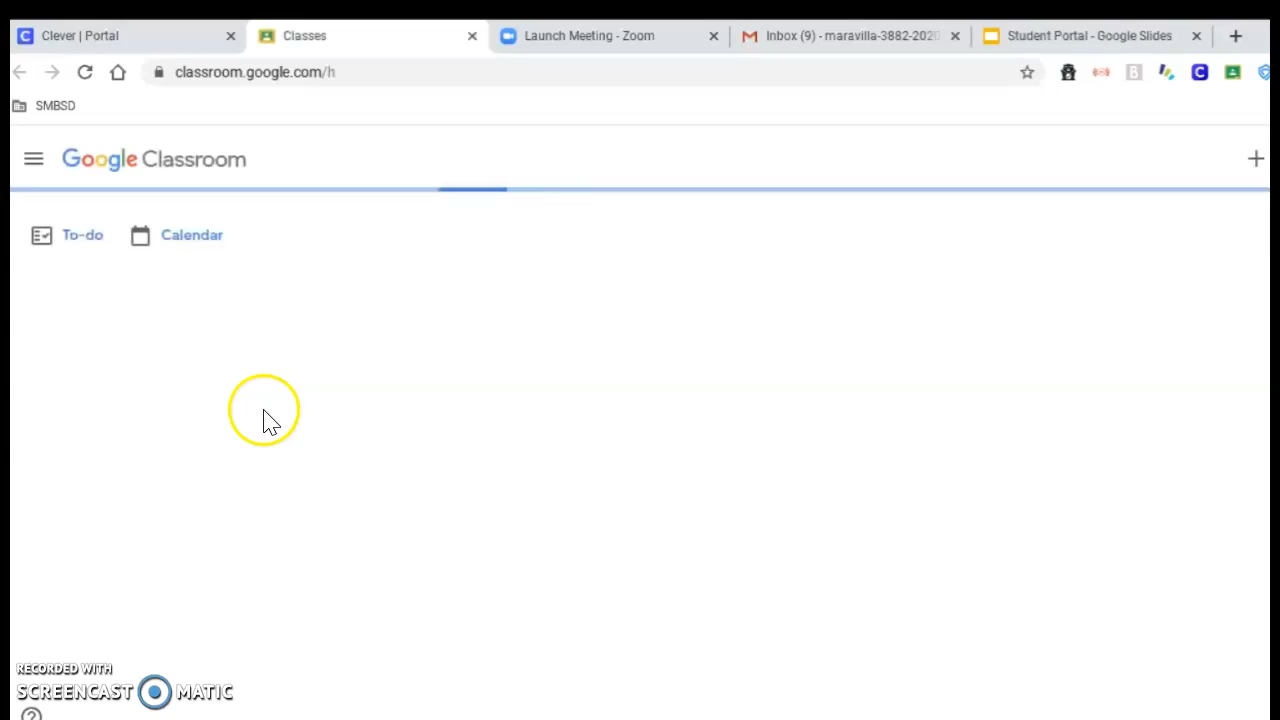 Clever | Portal
Classes
Launch Meeting - Zoom
Inbox (9) - maravilla-3882-2020
Student Portal - Google Slides
classroom.google.com/h
SMBSD
Google Classroom
To-do
Calendar
RECORDED WITH
SCREENCAST MATIC